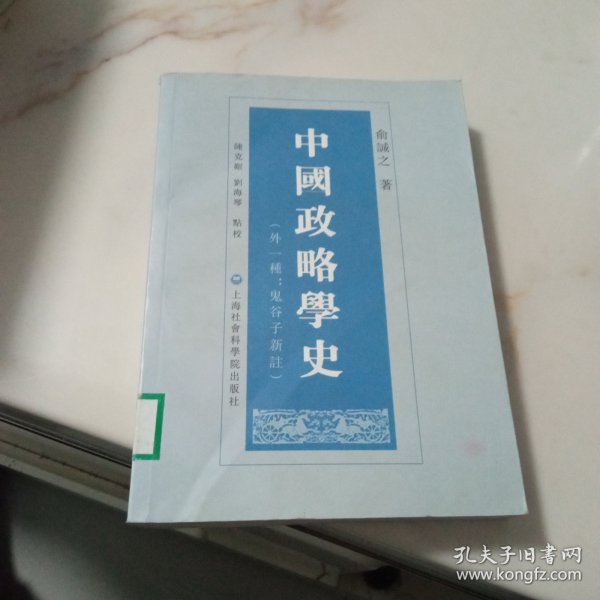 俞誠之 著
中國政略學史
(外一種:鬼谷子新註)
陳克艱 劉海琴 點校
上海社會科學院出版社
孔夫子旧书网
www.kongfz.com